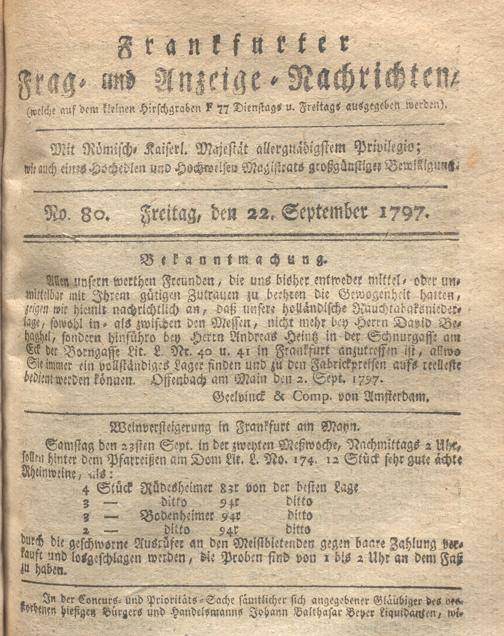 Frankfurter
Frag- und Anzeige-Nachrichten,
(welche auf dem kleinen Hirschgraben F 77 Dienstags u. Freitags ausgegeben werden).
Mit Römisch-Kaiserl. Majestät allergnädigstem Privilegio;
wie auch eines Hochedlen und Hochweisen Magistrats großgünstiger Bewilligung.
No. 80. Freitag, den 22. September 1797.
Bekanntmachung.
Allen unsern werthen Freunden, die uns bisher entweder mittel- oder un-
mittelbar mit Ihrem gütigen Zutrauen zu beehren die Gewogenheit hatten,
zeigen wir hiemit nachrichtlich an, daß unsere holländische Rauchtabaksnieder-
lage, sowohl in- als zwischen den Messen, nicht mehr bey Herrn David Be-
haghel, sondern hinführo bey Herrn Andreas Heintz in der Schnurgasse am
Eck der Borngasse Lit. L. Nr. 40 u. 41 in Frankfurt anzutreffen ist, allwo
Sie immer ein vollständiges Lager finden und zu den Fabrickpreisen aufs reelleste
bedient werden können. Offenbach am Main den 2. Sept. 1797.
Geelvinck & Comp. von Amsterdam.
Weinversteigerung in Frankfurt am Mayn.
Samstag den 23sten Sept. in der zweyten Meßwoche, Nachmittags 2 Uhr,
sollen hinter dem Pfarreißen am Dom Lit. L. No. 174. 12 Stück sehr gute ächte
Rheinweine, als:
4 Stück Rüdesheimer 83r von der besten Lage
3 — ditto 94r ditto
3 — Bodenheimer 94r ditto
2 — ditto 94r ditto
durch die geschworne Ausrüfer an den Meistbietenden gegen baare Zahlung ver-
kauft und losgeschlagen werden, die Proben sind von 1 bis 2 Uhr an dem Faß
zu haben.
In der Concurs- und Prioritäts-Sache sämtlicher sich angegebener Gläubiger des ver-
storbenen hiesigen Bürgers und Handelsmanns Johann Balthasar Beyer Liquidanten, wi-